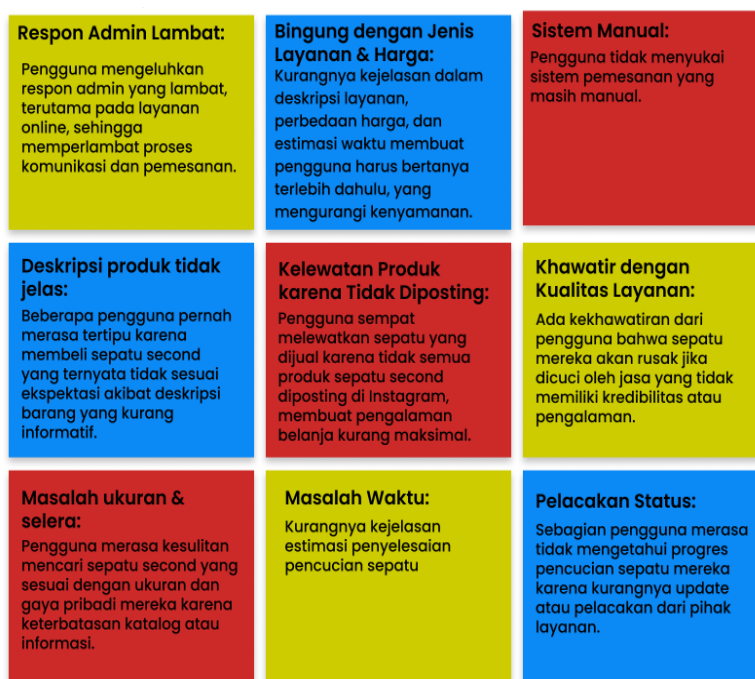 Respon Admin Lambat:
Pengguna mengeluhkan
respon admin yang lambat,
terutama pada layanan
online, sehingga
memperlambat proses
komunikasi dan pemesanan.
Bingung dengan Jenis
Layanan & Harga:
Kurangnya kejelasan dalam
deskripsi layanan,
perbedaan harga, dan
estimasi waktu membuat
pengguna harus bertanya
terlebih dahulu, yang
mengurangi kenyamanan.
Sistem Manual:
Pengguna tidak menyukai
sistem pemesanan yang
masih manual.
Deskripsi produk tidak
jelas:
Beberapa pengguna pernah
merasa tertipu karena
membeli sepatu second
yang ternyata tidak sesuai
ekspektasi akibat deskripsi
barang yang kurang
informatif.
Kelewatan Produk
karena Tidak Diposting:
Pengguna sempat
melewatkan sepatu yang
dijual karena tidak semua
produk sepatu second
diposting di Instagram,
membuat pengalaman
belanja kurang maksimal.
Khawatir dengan
Kualitas Layanan:
Ada kekhawatiran dari
pengguna bahwa sepatu
mereka akan rusak jika
dicuci oleh jasa yang tidak
memiliki kredibilitas atau
pengalaman.
Masalah ukuran &
selera:
Pengguna merasa kesulitan
mencari sepatu second yang
sesuai dengan ukuran dan
gaya pribadi mereka karena
keterbatasan katalog atau
informasi.
Masalah Waktu:
Kurangnya kejelasan
estimasi penyelesaian
pencucian sepatu
Pelacakan Status:
Sebagian pengguna merasa
tidak mengetahui progres
pencucian sepatu mereka
karena kurangnya update
atau pelacakan dari pihak
layanan.